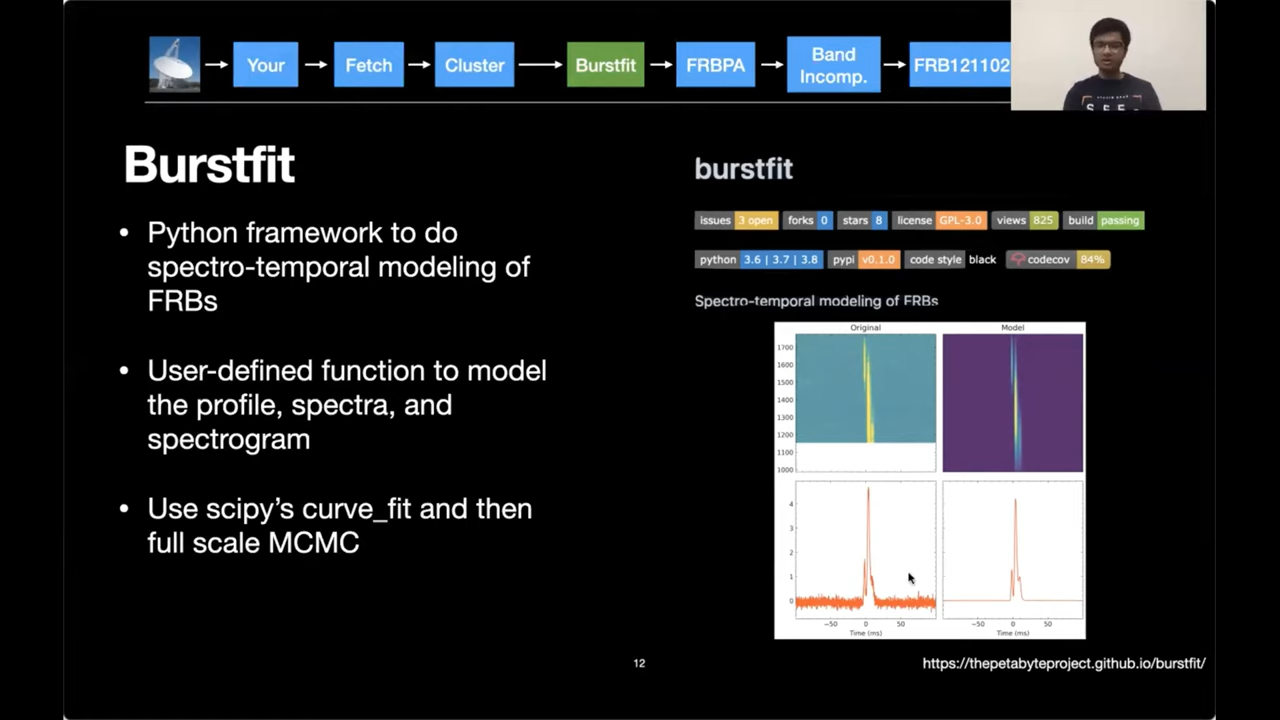 Your
Fetch
Cluster
Burstfit
FRBPA
Band
Incomp.
FRB121102
Burstfit
• Python framework to do
spectro-temporal modeling of
FRBs
• User-defined function to model
the profile, spectra, and
spectrogram
• Use scipy's curve_fit and then
full scale MCMC
burstfit
issues 3 open forks 0 stars 8 license GPL-3.0 views 825 build passing
python 3.6 | 3.7 | 3.8 pypi v0.1.0 code style black codecov 84%
Spectro-temporal modeling of FRBs
Original
Model
1700
1600
1500
1400
1300
1200
1100
1000
4
3
2
1
0
−50 0 50
Time (ms)
−50 0 50
Time (ms)
12
https://thepetabyteproject.github.io/burstfit/